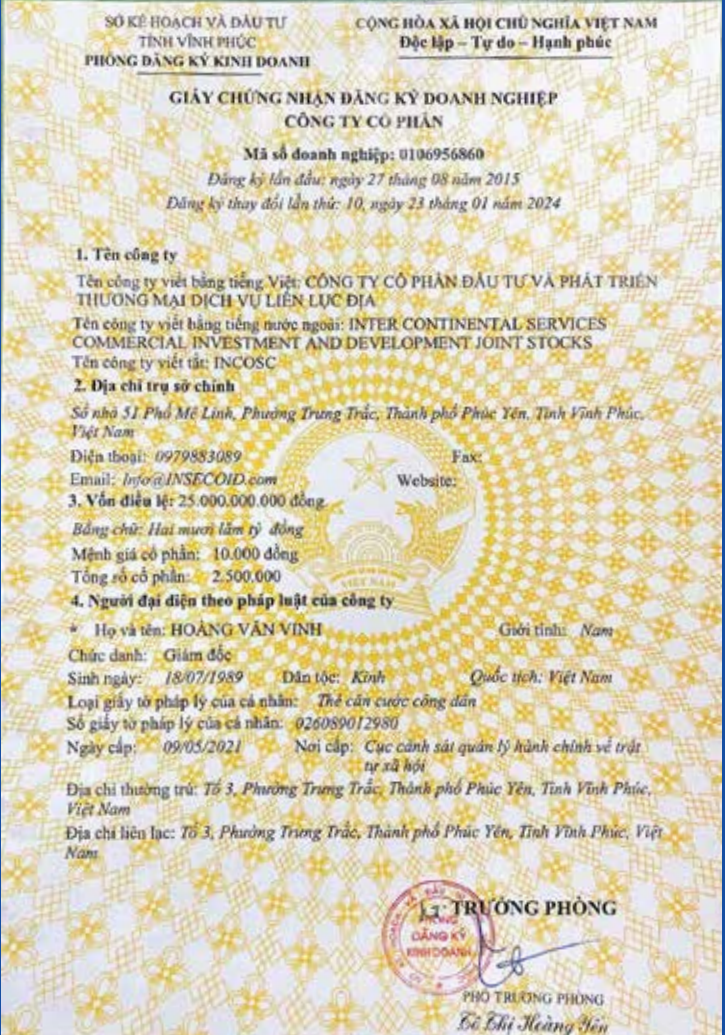 SỞ KẾ HOẠCH VÀ ĐẦU TƯ
TỈNH VĨNH PHÚC
PHÒNG ĐĂNG KÝ KINH DOANH
CỘNG HÒA XÃ HỘI CHỦ NGHĨA VIỆT NAM
Độc lập – Tự do – Hạnh phúc
GIẤY CHỨNG NHẬN ĐĂNG KÝ DOANH NGHIỆP
CÔNG TY CỔ PHẦN
Mã số doanh nghiệp: 0106956860
Đăng ký lần đầu: ngày 27 tháng 08 năm 2015
Đăng ký thay đổi lần thứ: 10, ngày 23 tháng 01 năm 2024
1. Tên công ty
Tên công ty viết bằng tiếng Việt: CÔNG TY CỔ PHẦN ĐẦU TƯ VÀ PHÁT TRIỂN
THƯƠNG MẠI DỊCH VỤ LIÊN LỤC ĐỊA
Tên công ty viết bằng tiếng nước ngoài: INTER CONTINENTAL SERVICES
COMMERCIAL INVESTMENT AND DEVELOPMENT JOINT STOCKS
Tên công ty viết tắt: INCOSC
2. Địa chỉ trụ sở chính
Số nhà 51 Phố Mê Linh, Phường Trưng Trắc, Thành phố Phúc Yên, Tỉnh Vĩnh Phúc,
Việt Nam
Điện thoại: 0979883089 Fax:
Email: Info@INSECOID.com Website:
3. Vốn điều lệ: 25.000.000.000 đồng
Bằng chữ: Hai mươi lăm tỷ đồng
Mệnh giá cổ phần: 10.000 đồng
Tổng số cổ phần: 2.500.000
4. Người đại diện theo pháp luật của công ty
* Họ và tên: HOÀNG VĂN VINH Giới tính: Nam
Chức danh: Giám đốc
Sinh ngày: 18/07/1989 Dân tộc: Kinh Quốc tịch: Việt Nam
Loại giấy tờ pháp lý của cá nhân: Thẻ căn cước công dân
Số giấy tờ pháp lý của cá nhân: 026089012980
Ngày cấp: 09/05/2021 Nơi cấp: Cục cảnh sát quản lý hành chính về trật
tự xã hội
Địa chỉ thường trú: Tổ 3, Phường Trưng Trắc, Thành phố Phúc Yên, Tỉnh Vĩnh Phúc,
Việt Nam
Địa chỉ liên lạc: Tổ 3, Phường Trưng Trắc, Thành phố Phúc Yên, Tỉnh Vĩnh Phúc, Việt
Nam
VIỆT NAM
TRƯỞNG PHÒNG
PHÒNG
ĐĂNG KÝ
KINH DOANH
PHÓ TRƯỞNG PHÒNG
Tô Thị Hoàng Yến